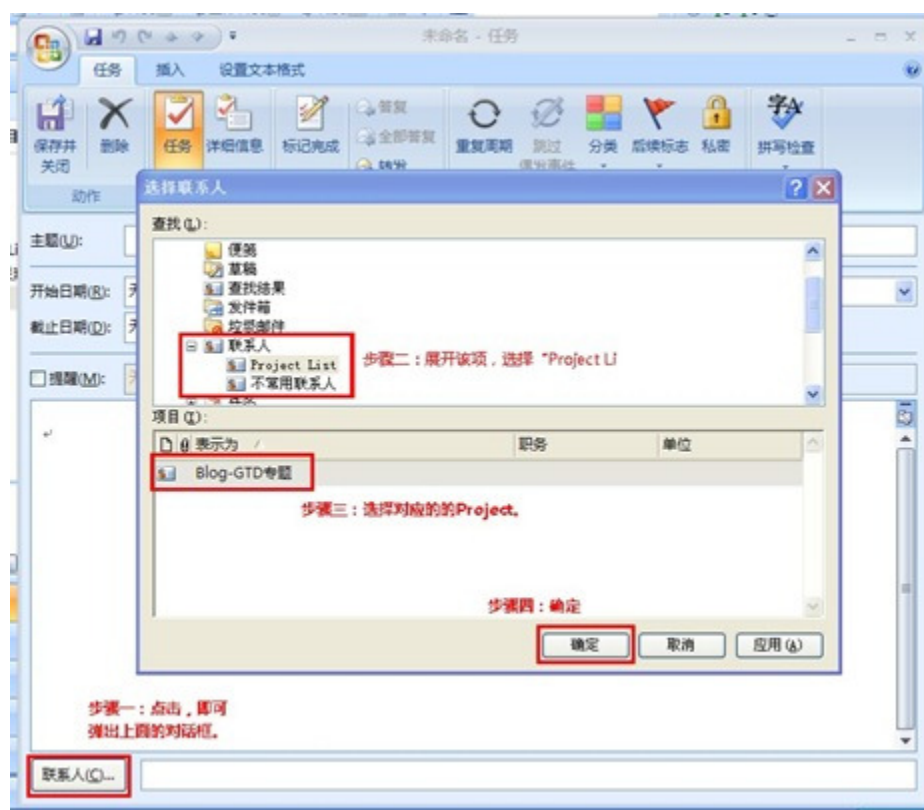 未命名 - 任务
任务 插入 设置文本格式
保存并关闭 删除 任务 详细信息 标记完成 答复 全部答复 转发 重复周期 跳过偶发事件 分类 后续标志 私密 拼写检查
动作
选择联系人
查找(L):
便笺
草稿
查找结果
发件箱
垃圾邮件
联系人
Project List
不常用联系人
任务
步骤二：展开该项，选择 "Project Li
项目(I):
表示为 职务 单位
Blog-GTD专题
步骤三：选择对应的的Project。
步骤四：确定
确定 取消 应用(A)
主题(U):
开始日期(R):
截止日期(D):
提醒(M):
步骤一：点击，即可
弹出上面的对话框。
联系人(C)...